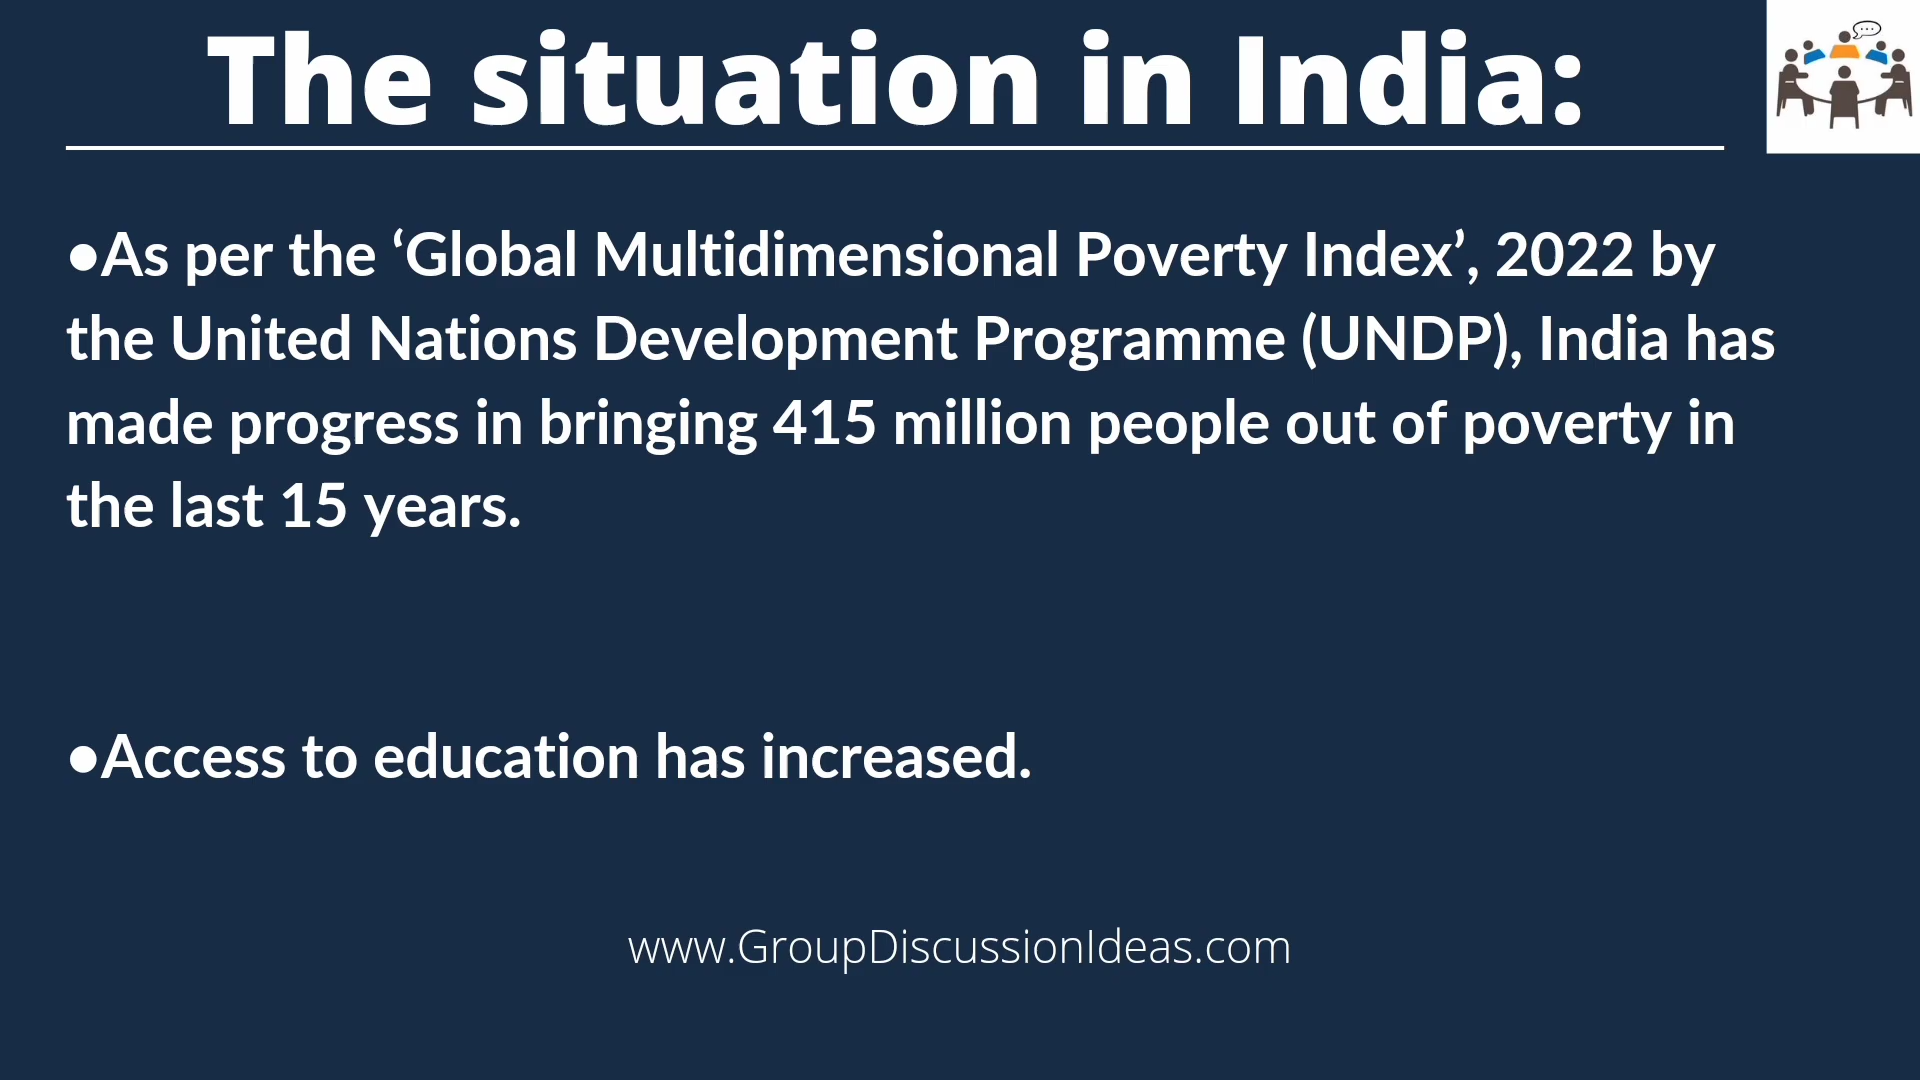 The situation in India:
●As per the ‘Global Multidimensional Poverty Index’, 2022 by
the United Nations Development Programme (UNDP), India has
made progress in bringing 415 million people out of poverty in
the last 15 years.
●Access to education has increased.
www.GroupDiscussionIdeas.com